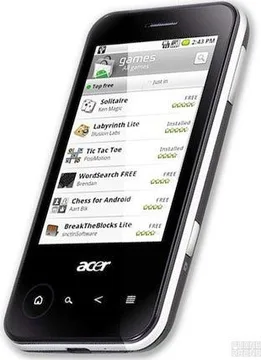 2:43 PM
games
All games
Top free
Just in
Solitaire FREE
Ken Magic
Labyrinth Lite Installed
Illusion Labs
Tic Tac Toe Installed
PosiMotion
WordSearch FREE FREE
Brendan
Chess for Android FREE
Aart Bik
BreakTheBlocks Lite FREE
acer